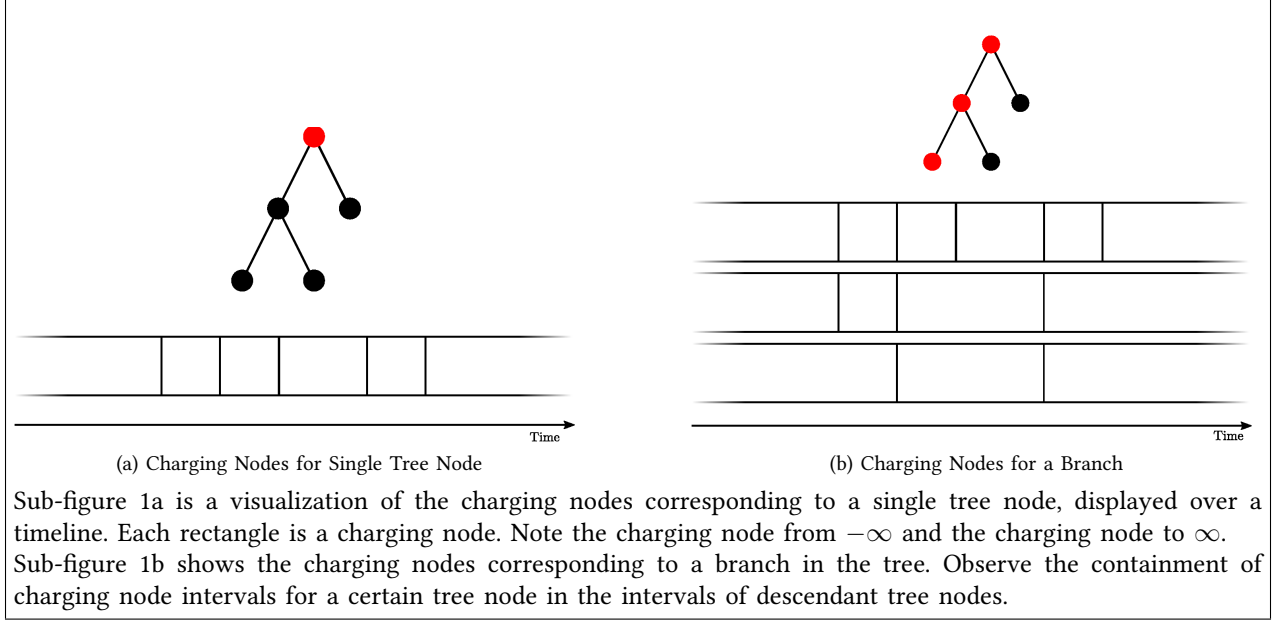 Time
Time
(a) Charging Nodes for Single Tree Node
(b) Charging Nodes for a Branch
Sub-figure 1a is a visualization of the charging nodes corresponding to a single tree node, displayed over a
timeline. Each rectangle is a charging node. Note the charging node from −∞ and the charging node to ∞.
Sub-figure 1b shows the charging nodes corresponding to a branch in the tree. Observe the containment of
charging node intervals for a certain tree node in the intervals of descendant tree nodes.